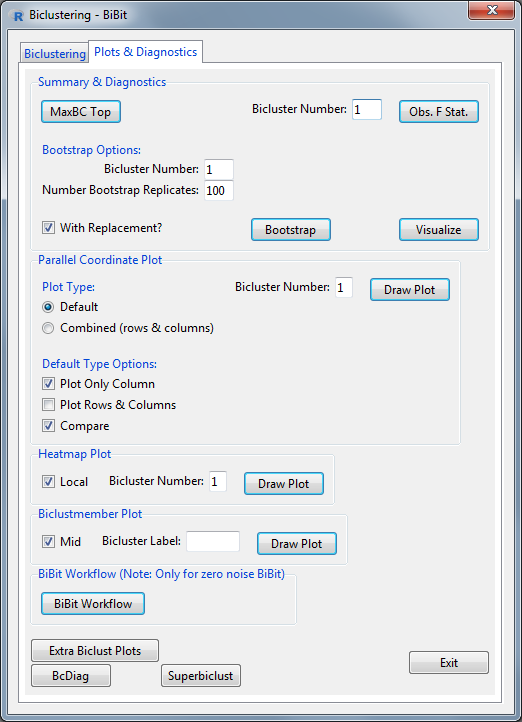 R Biclustering - BiBit
Biclustering Plots & Diagnostics
Summary & Diagnostics
MaxBC Top Bicluster Number: 1 Obs. F Stat.
Bootstrap Options:
Bicluster Number: 1
Number Bootstrap Replicates: 100
With Replacement? Bootstrap Visualize
Parallel Coordinate Plot
Plot Type: Bicluster Number: 1 Draw Plot
Default
Combined (rows & columns)
Default Type Options:
Plot Only Column
Plot Rows & Columns
Compare
Heatmap Plot
Local Bicluster Number: 1 Draw Plot
Biclustmember Plot
Mid Bicluster Label: Draw Plot
BiBit Workflow (Note: Only for zero noise BiBit)
BiBit Workflow
Extra Biclust Plots
Exit
BcDiag Superbiclust